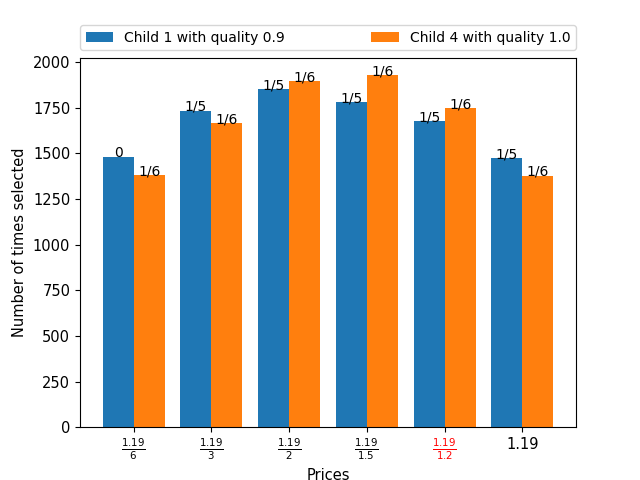 Child 1 with quality 0.9 Child 4 with quality 1.0
2000
1750
1500
1250
1000
750
500
250
0
Number of times selected
0 1/6 1/5 1/6 1/5 1/6 1/5 1/6 1/5 1/6 1/5 1/6
1.19/6 1.19/3 1.19/2 1.19/1.5 1.19/1.2 1.19
Prices